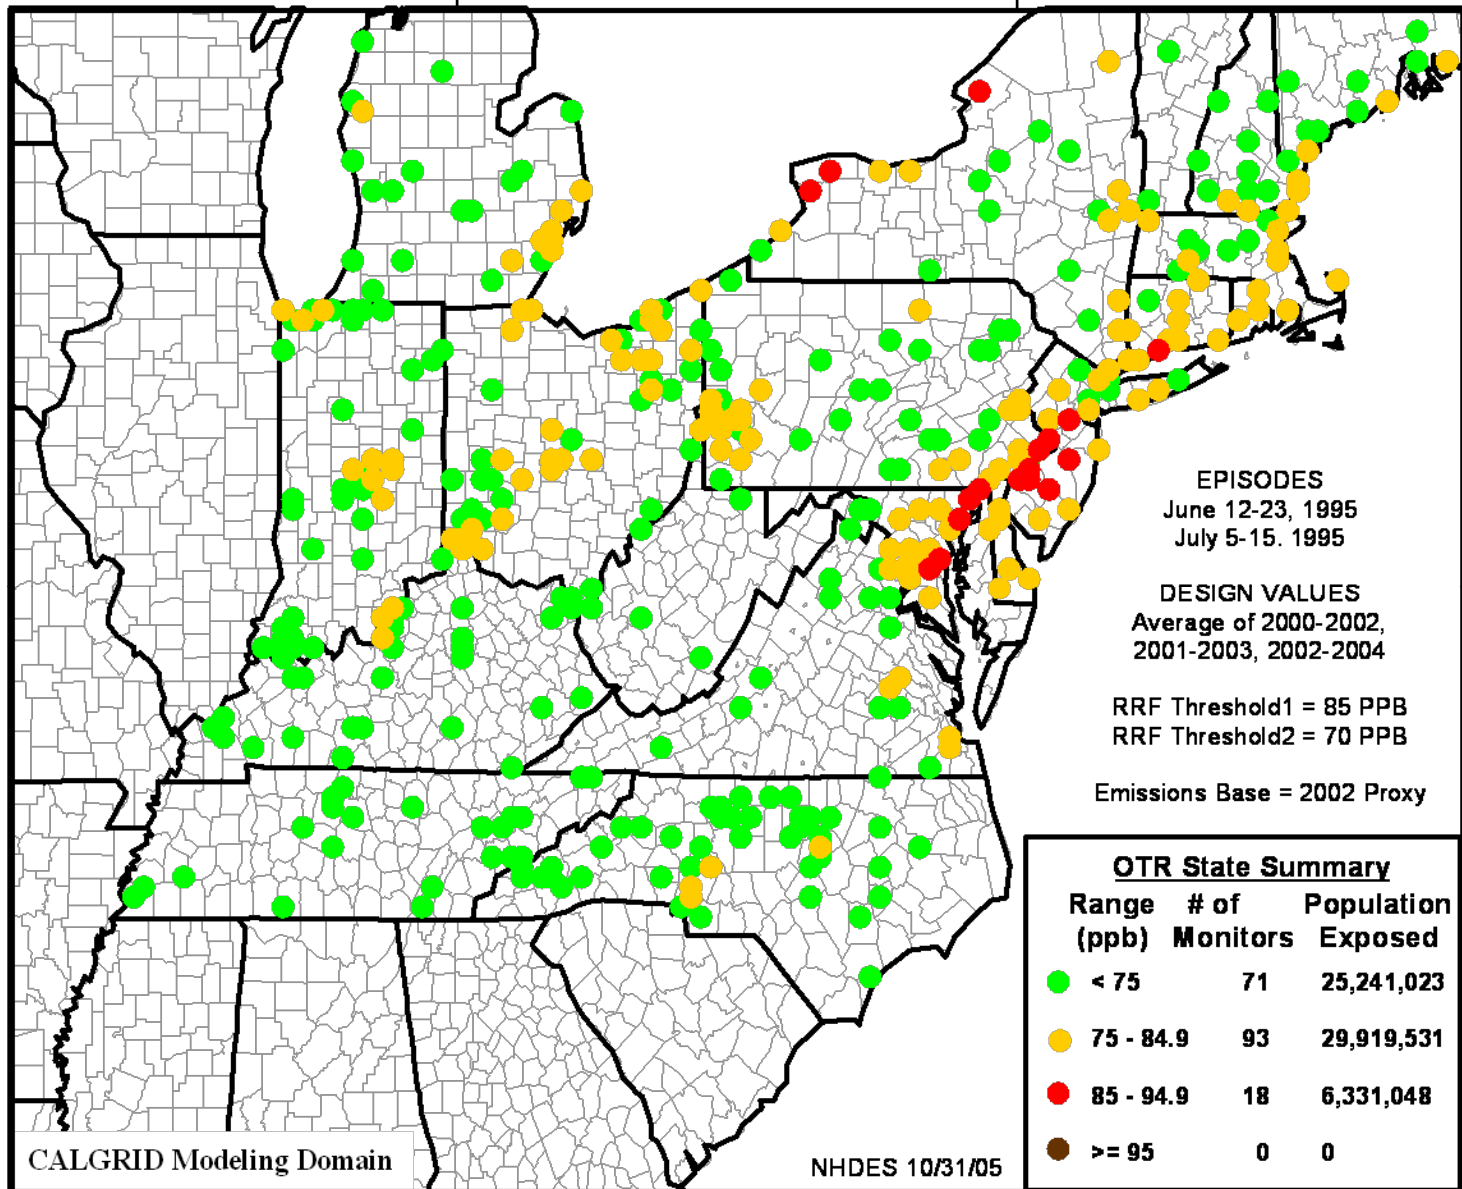 EPISODES
June 12-23, 1995
July 5-15. 1995
DESIGN VALUES
Average of 2000-2002,
2001-2003, 2002-2004
RRF Threshold1 = 85 PPB
RRF Threshold2 = 70 PPB
Emissions Base = 2002 Proxy
OTR State Summary
Range # of Population
(ppb) Monitors Exposed
< 75 71 25,241,023
75 - 84.9 93 29,919,531
85 - 94.9 18 6,331,048
>= 95 0 0
CALGRID Modeling Domain
NHDES 10/31/05